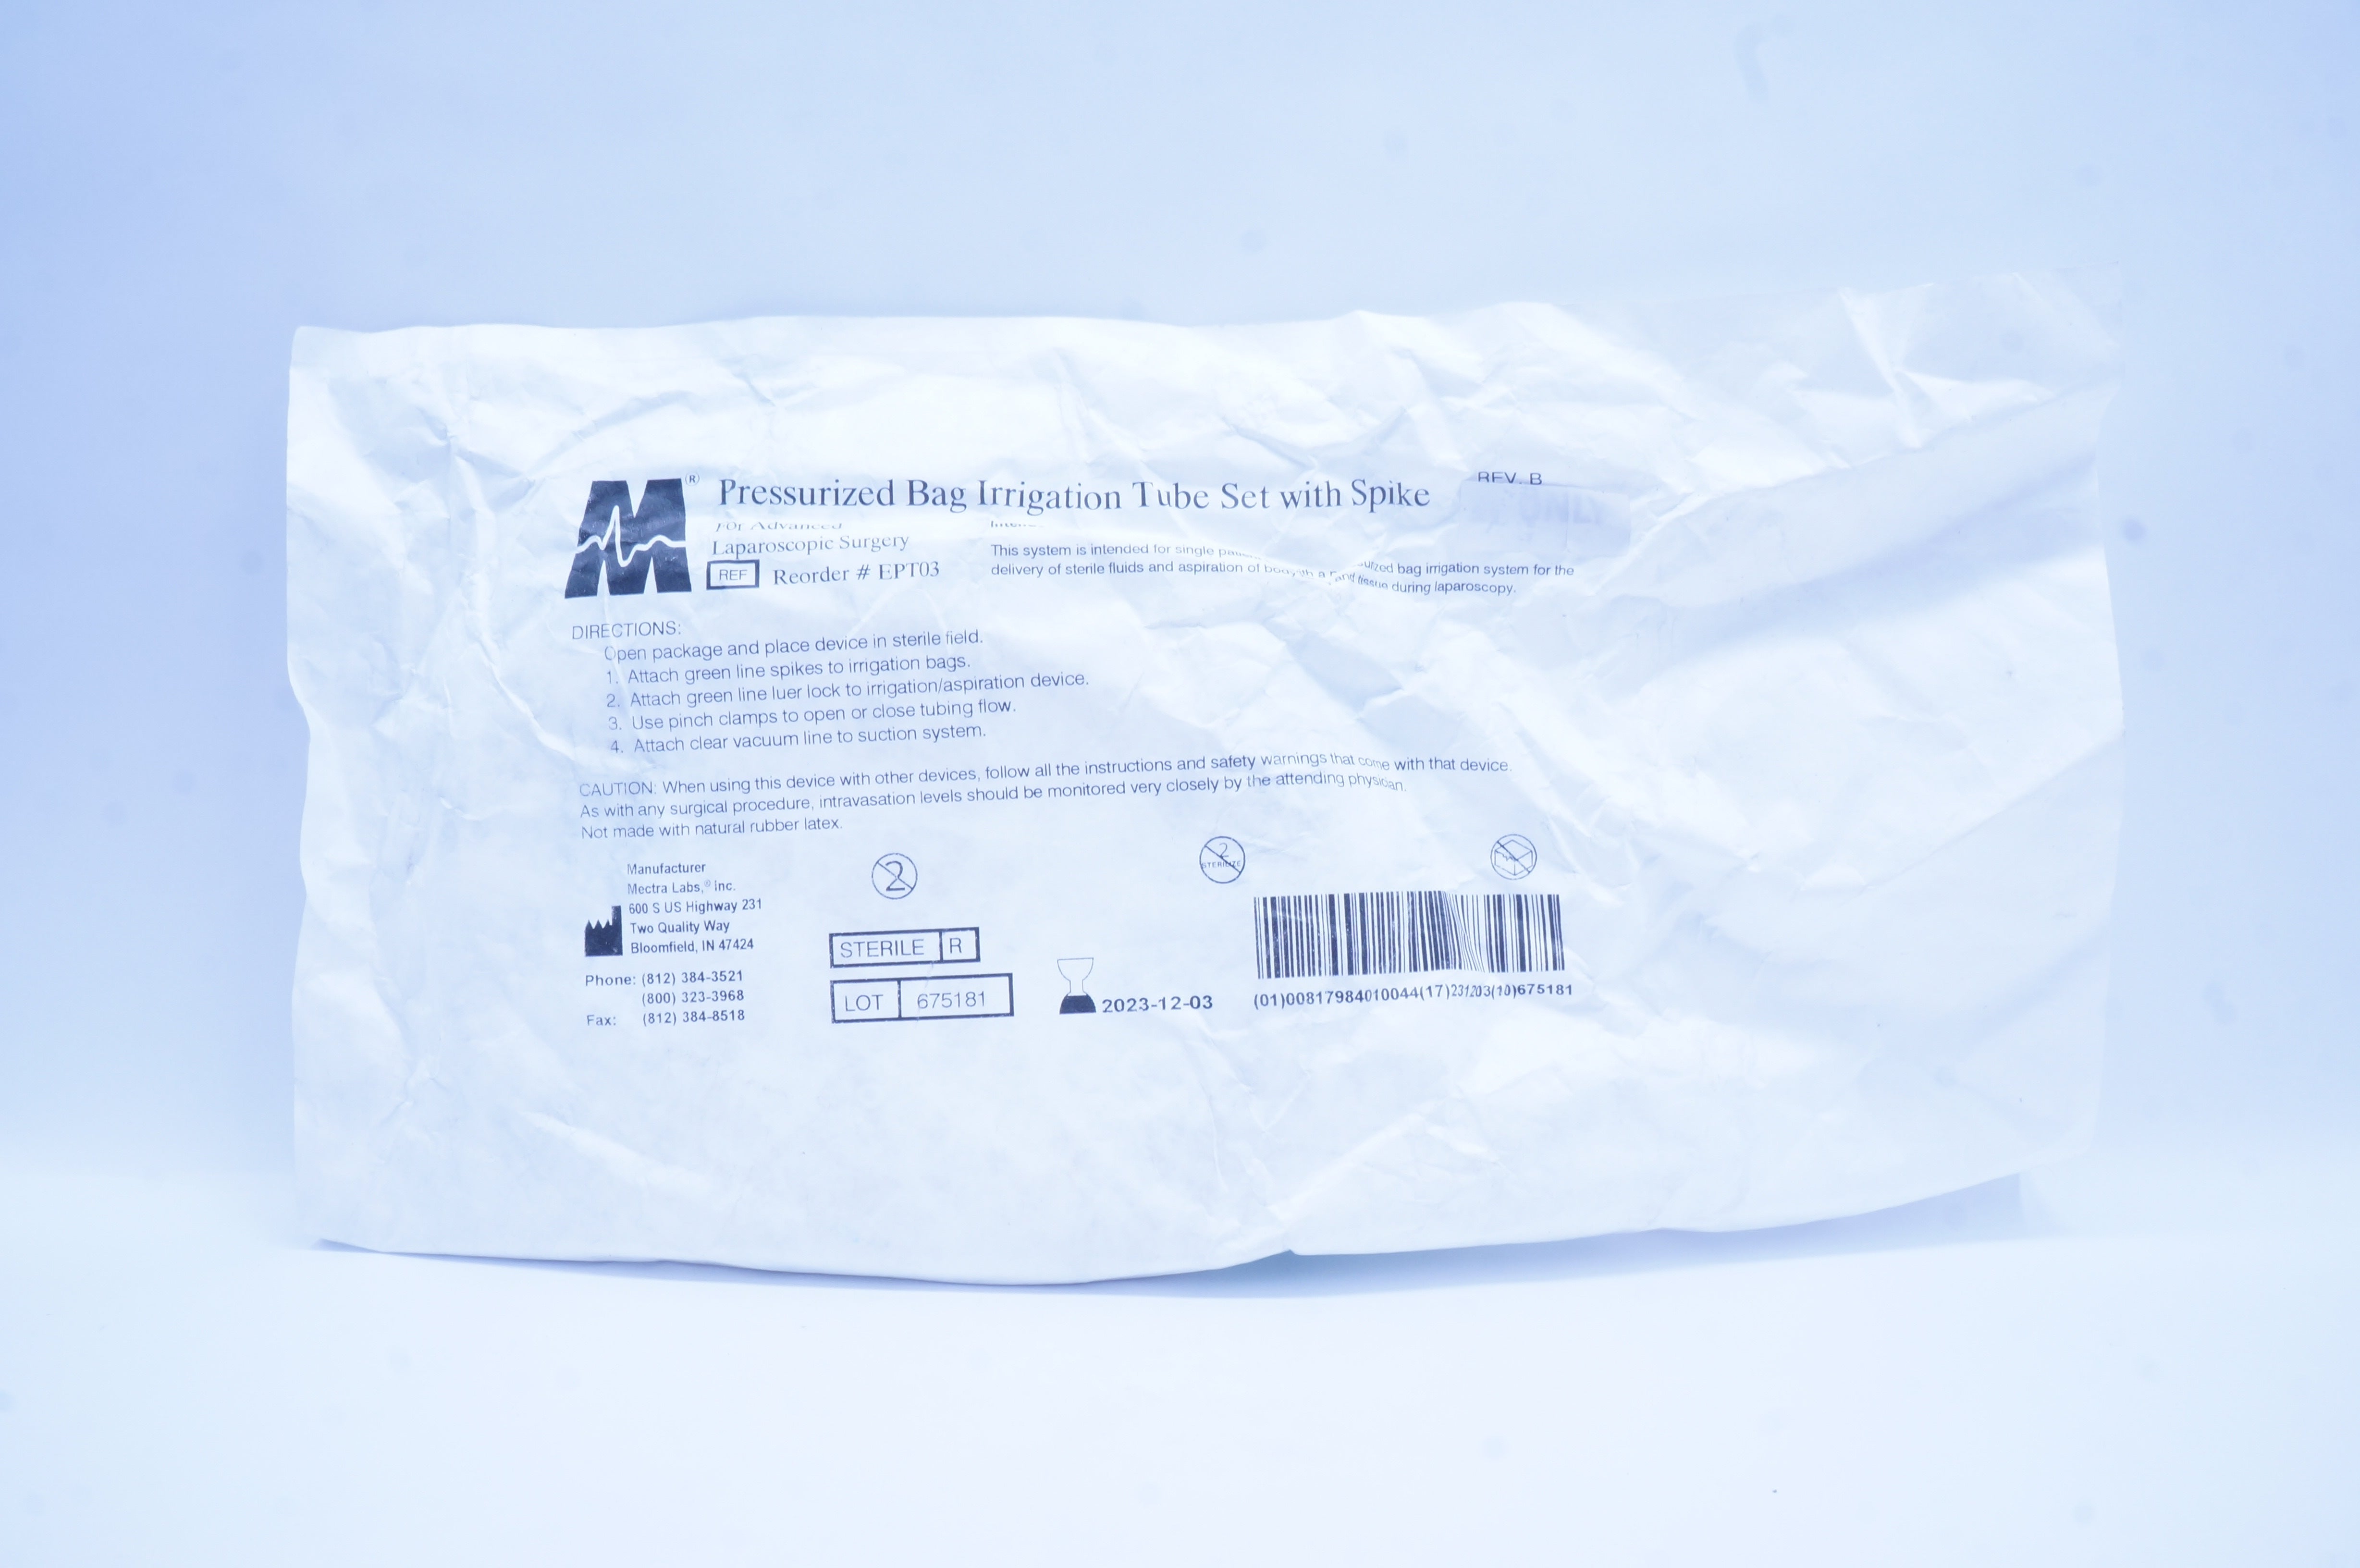 M®
Pressurized Bag Irrigation Tube Set with Spike
REV. B
For Advanced
Laparoscopic Surgery
REF Reorder # EPT03
This system is intended for single
urized bag irrigation system for the
delivery of sterile fluids and aspiration of
and tissue during laparoscopy.
DIRECTIONS:
Open package and place device in sterile field.
1. Attach green line spikes to irrigation bags.
2. Attach green line luer lock to irrigation/aspiration device.
3. Use pinch clamps to open or close tubing flow.
4. Attach clear vacuum line to suction system.
CAUTION: When using this device with other devices, follow all the instructions and safety warnings that come with that device.
As with any surgical procedure, intravasation levels should be monitored very closely by the attending physician.
Not made with natural rubber latex.
Manufacturer
Mectra Labs,® inc.
600 S US Highway 231
Two Quality Way
Bloomfield, IN 47424
Phone: (812) 384-3521
(800) 323-3968
Fax: (812) 384-8518
2
STERILE R
LOT 675181
2023-12-03
2
STERILIZE
(01)00817984010044(17)231203(10)675181